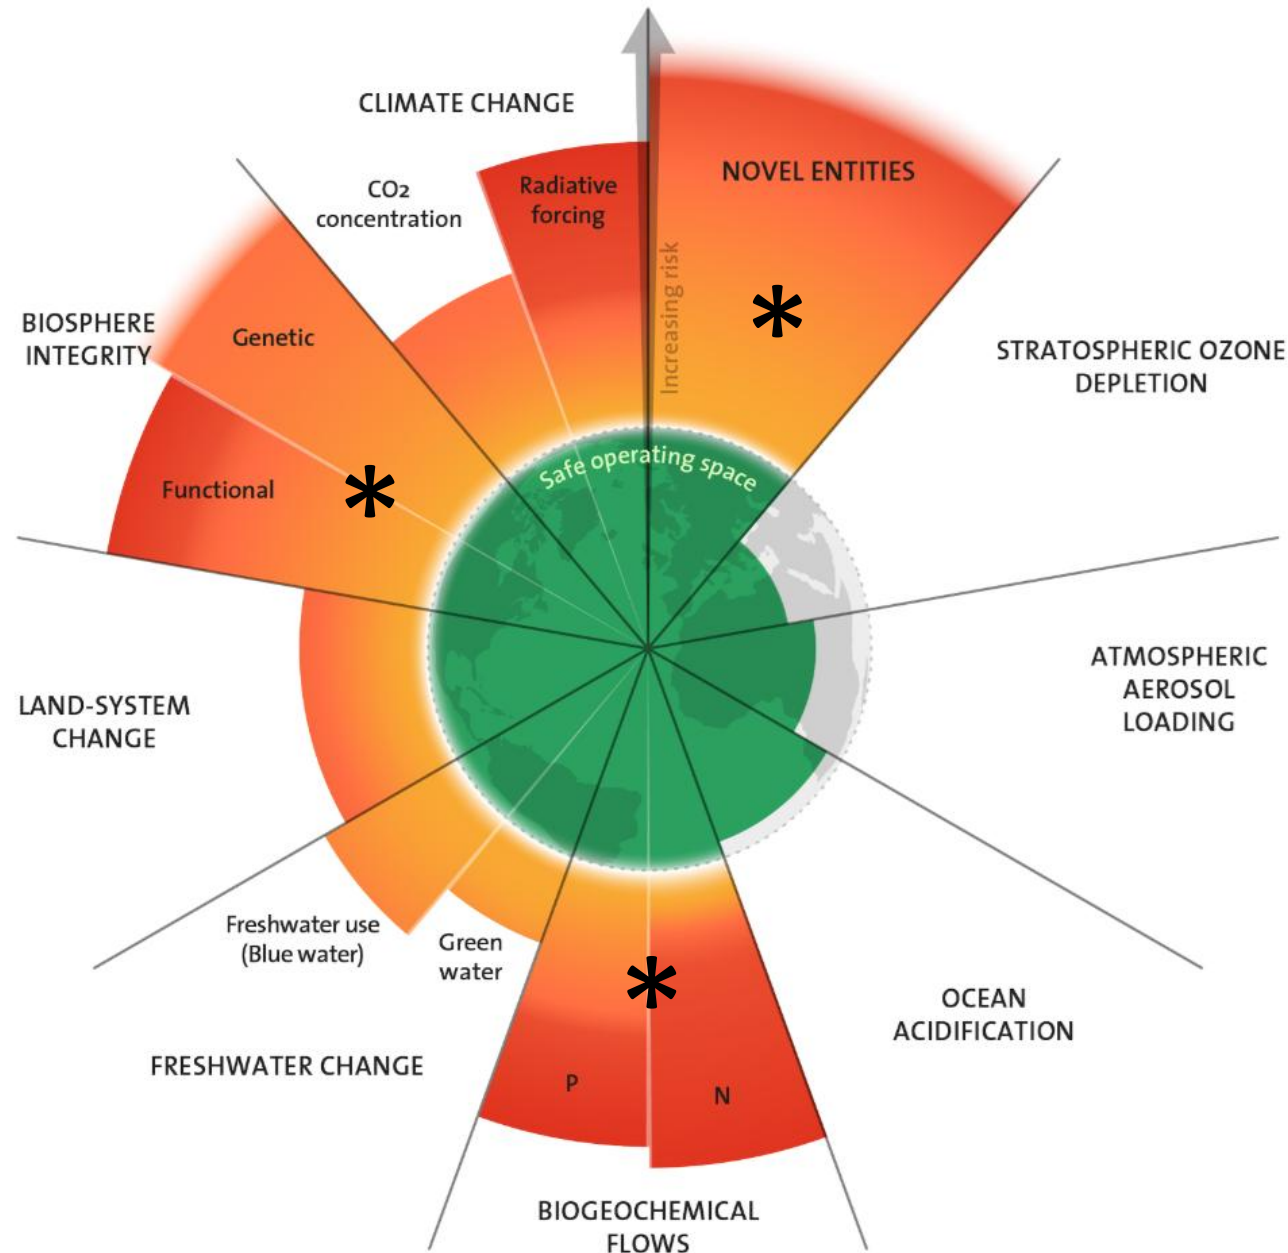 CLIMATE CHANGE
CO2
concentration
Radiative
forcing
NOVEL ENTITIES
Increasing risk
*
STRATOSPHERIC OZONE
DEPLETION
BIOSPHERE
INTEGRITY
Genetic
Functional
*
Safe operating space
ATMOSPHERIC
AEROSOL
LOADING
LAND-SYSTEM
CHANGE
Freshwater use
(Blue water)
Green
water
FRESHWATER CHANGE
*
P
N
OCEAN
ACIDIFICATION
BIOGEOCHEMICAL
FLOWS